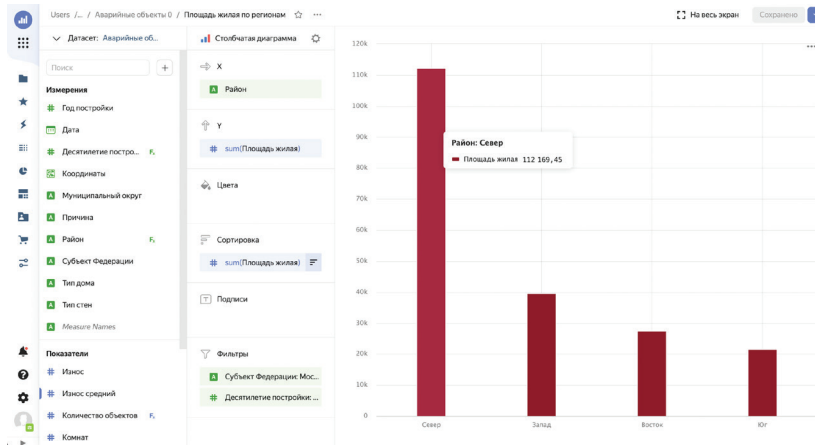 Users /... / Аварийные объекты 0 / Площадь жилая по регионам
На весь экран
Сохранено
Датасет: Аварийные об...
Поиск
Измерения
Год постройки
Дата
Десятилетие постро...
Координаты
Муниципальный округ
Причина
Район
Субъект Федерации
Тип дома
Тип стен
Measure Names
Показатели
Износ
Износ средний
Количество объектов
Комнат
Столбчатая диаграмма
X
Район
Y
sum(Площадь жилая)
Цвета
Сортировка
sum(Площадь жилая)
Подписи
Фильтры
Субъект Федерации: Мос...
Десятилетие постройки: ...
120k
110k
100k
90k
80k
70k
60k
50k
40k
30k
20k
10k
0
Район: Север
Площадь жилая 112 169,45
Север Запад Восток Юг